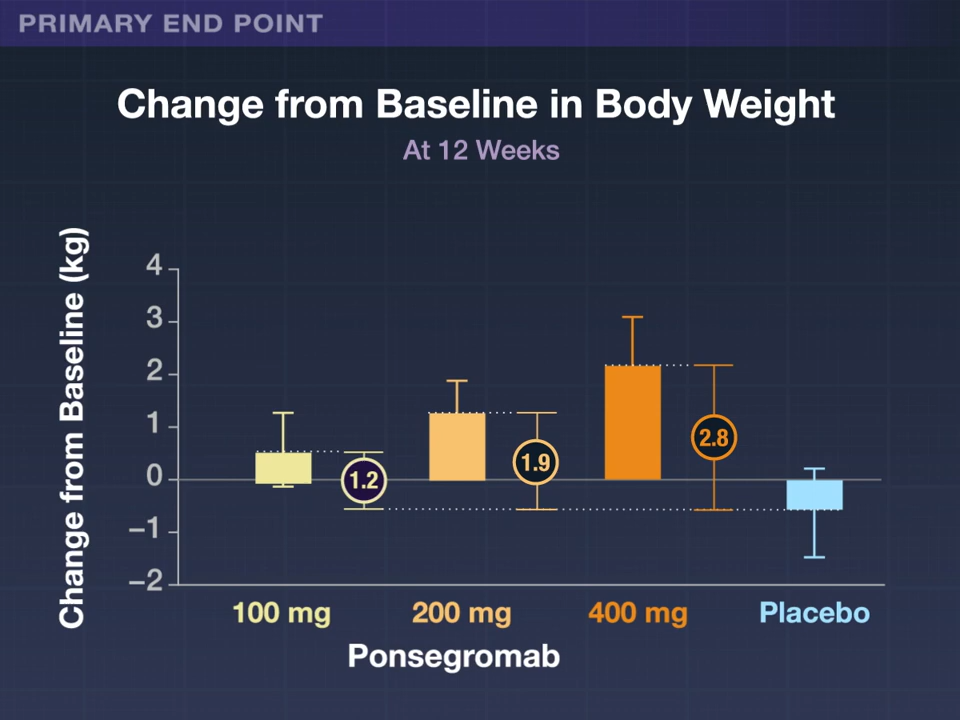 PRIMARY END POINT
Change from Baseline in Body Weight
At 12 Weeks
Change from Baseline (kg)
4
3
2
1
0
−1
−2
1.2
1.9
2.8
100 mg
200 mg
400 mg
Placebo
Ponsegromab